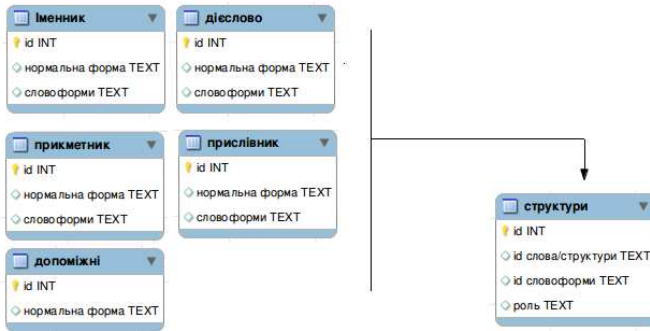 Іменник
id INT
нормальна форма TEXT
словоформи TEXT
дієслово
id INT
нормальна форма TEXT
словоформи TEXT
прикметник
id INT
нормальна форма TEXT
словоформи TEXT
прислівник
id INT
нормальна форма TEXT
словоформи TEXT
допоміжні
id INT
нормальна форма TEXT
структури
id INT
id слова/структури TEXT
id словоформи TEXT
роль TEXT